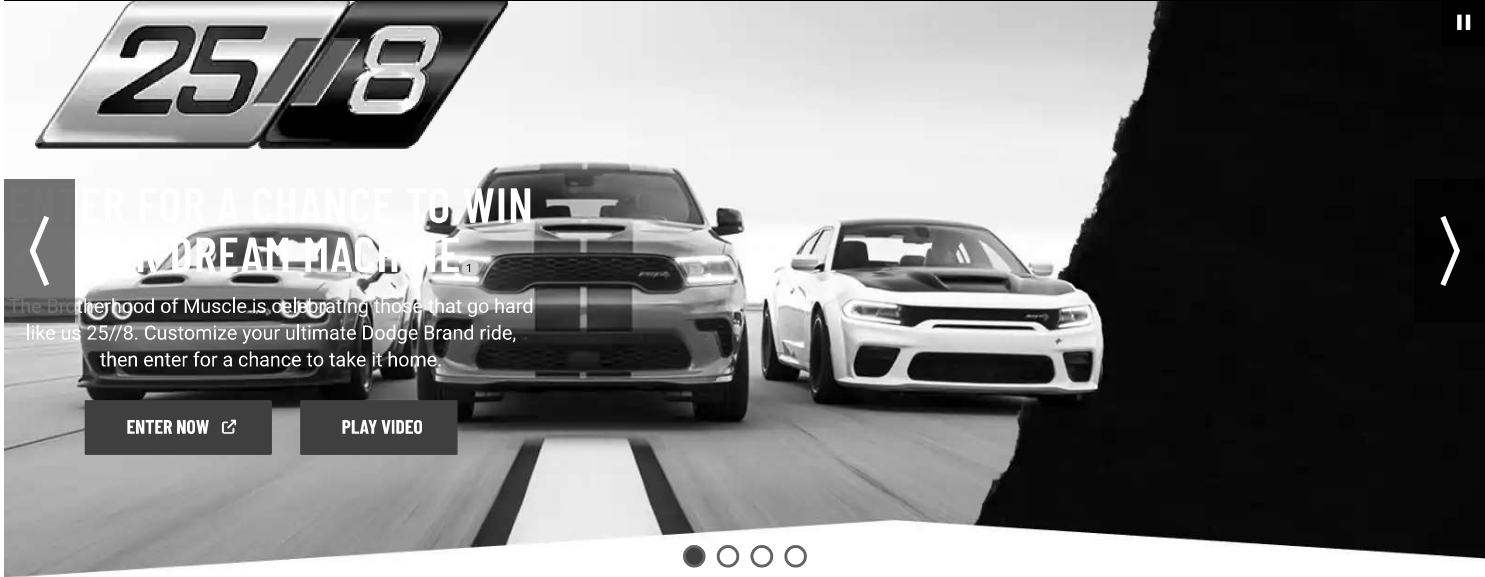 25//8
ENTER FOR A CHANCE TO WIN
DREAM MACHINE 1
The Brotherhood of Muscle is celebrating those that go hard
like us 25//8. Customize your ultimate Dodge Brand ride,
then enter for a chance to take it home.
ENTER NOW
PLAY VIDEO